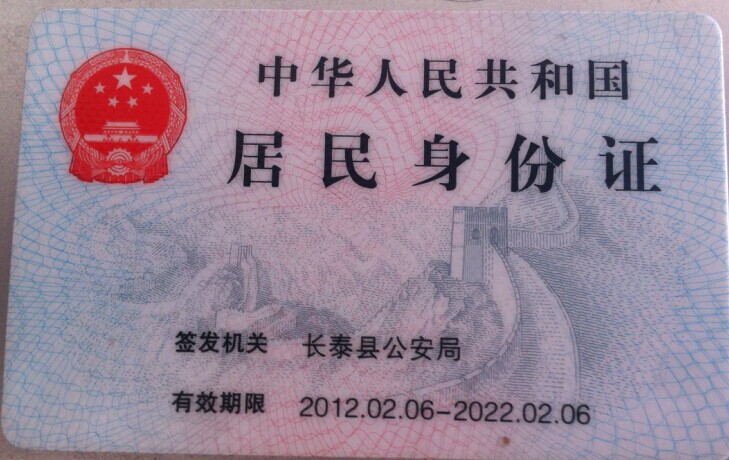 中华人民共和国
居民身份证
签发机关 长泰县公安局
有效期限 2012.02.06-2022.02.06